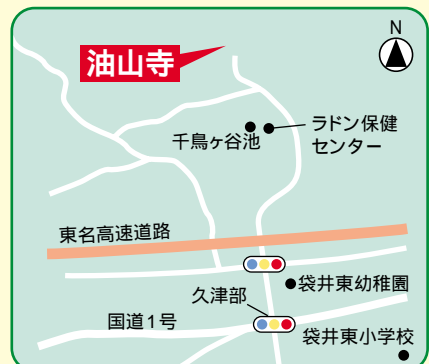 N
油山寺
ラドン保健
センター
千鳥ヶ谷池
東名高速道路
久津部
袋井東幼稚園
国道1号
袋井東小学校